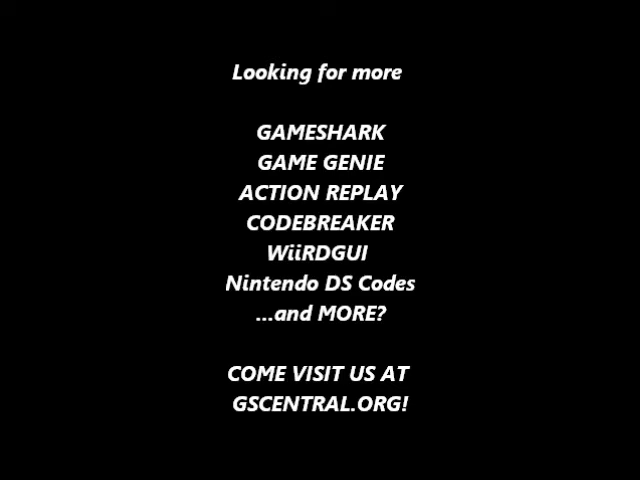 Looking for more
GAMESHARK
GAME GENIE
ACTION REPLAY
CODEBREAKER
WiiRDGUI
Nintendo DS Codes
...and MORE?
COME VISIT US AT
GSCENTRAL.ORG!